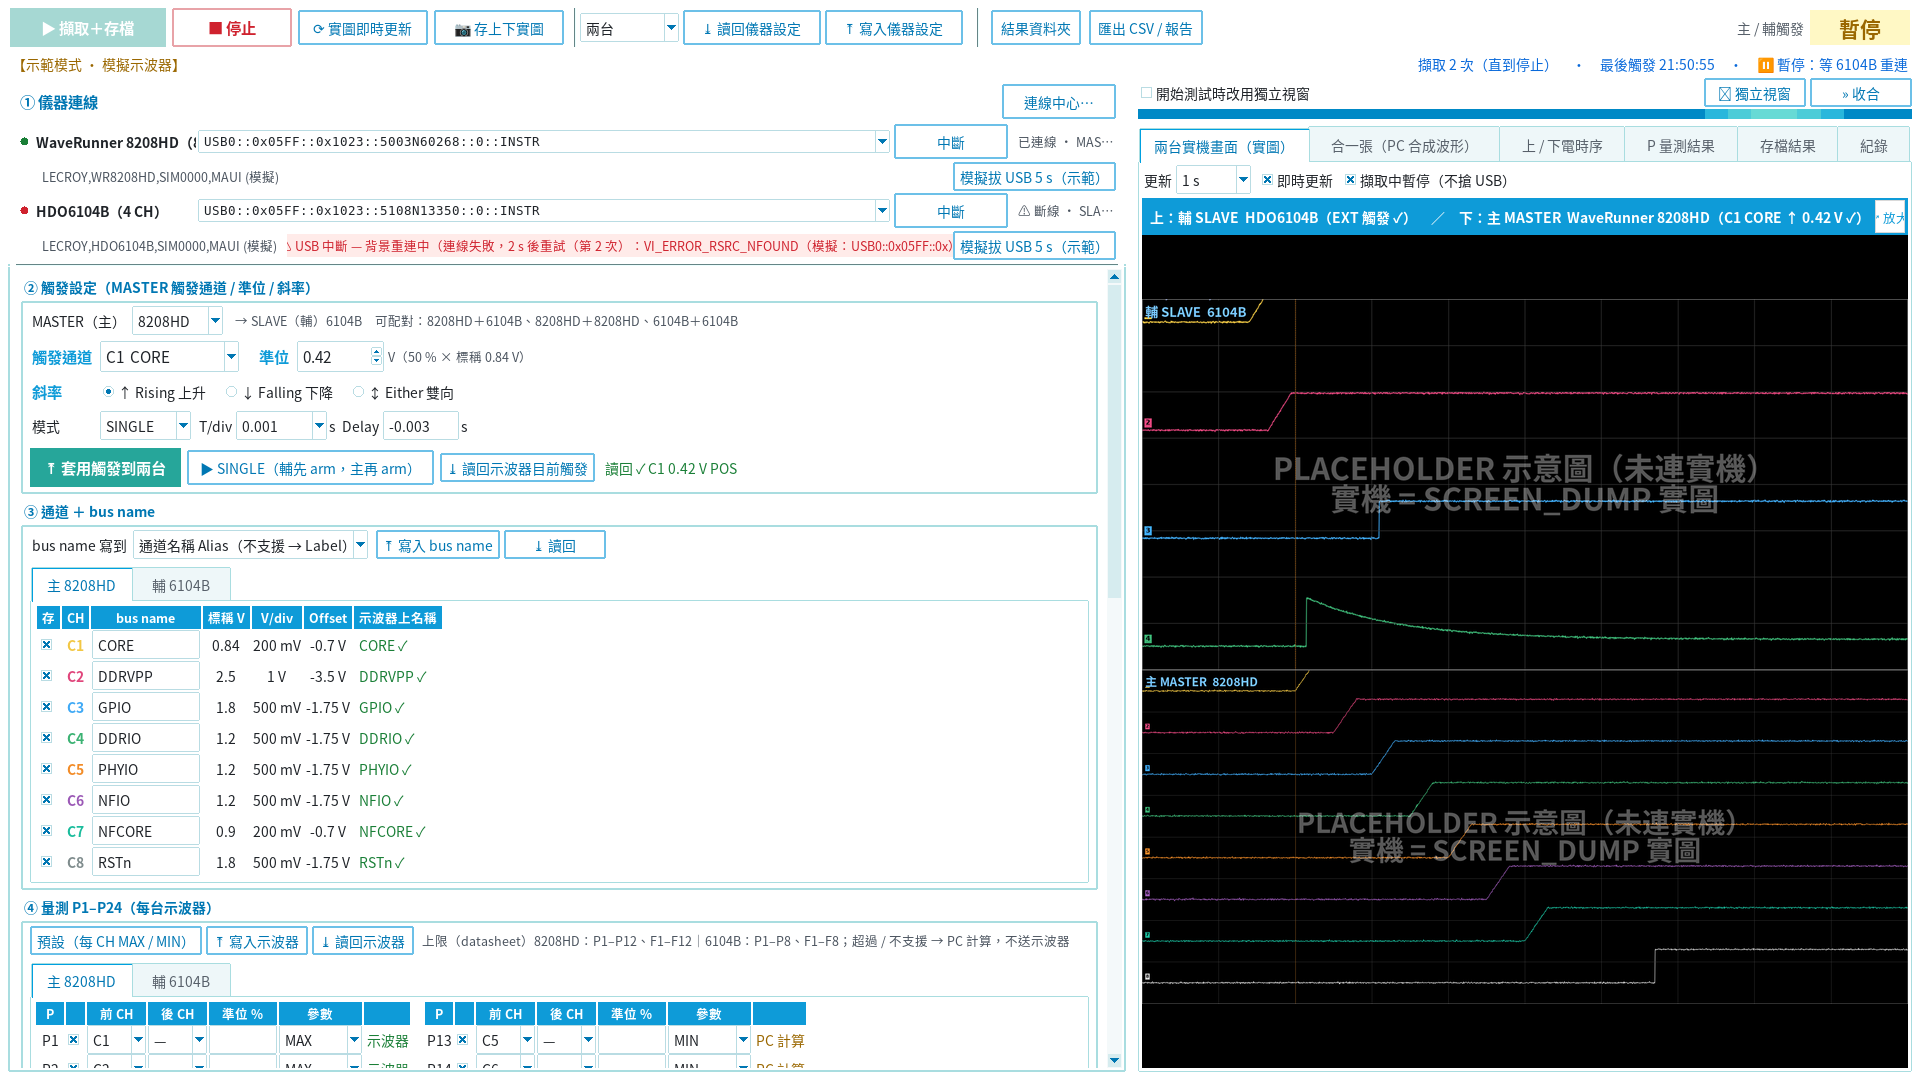 ▶ 擷取＋存檔
■ 停止
⟳ 實圖即時更新
📷 存上下實圖
兩台
⤓ 讀回儀器設定
⤒ 寫入儀器設定
結果資料夾
匯出 CSV / 報告
主 / 輔觸發
暫停
【示範模式 · 模擬示波器】
擷取 2 次（直到停止） · 最後觸發 21:50:55 · ⏸ 暫停：等 6104B 重連
① 儀器連線
連線中心…
WaveRunner 8208HD（8
USB0::0x05FF::0x1023::5003N60268::0::INSTR
中斷
已連線 · MAS…
LECROY,WR8208HD,SIM0000,MAUI (模擬)
模擬拔 USB 5 s（示範）
HDO6104B（4 CH）
USB0::0x05FF::0x1023::5108N13350::0::INSTR
中斷
⚠ 斷線 · SLA…
LECROY,HDO6104B,SIM0000,MAUI (模擬)
⚠ USB 中斷 — 背景重連中（連線失敗，2 s 後重試（第 2 次）：VI_ERROR_RSRC_NFOUND（模擬：USB0::0x05FF::0x)
模擬拔 USB 5 s（示範）
② 觸發設定（MASTER 觸發通道 / 準位 / 斜率）
MASTER（主） 8208HD → SLAVE（輔）6104B 可配對：8208HD＋6104B、8208HD＋8208HD、6104B＋6104B
觸發通道 C1 CORE 準位 0.42 V（50 % × 標稱 0.84 V）
斜率 ↑ Rising 上升 ↓ Falling 下降 ↕ Either 雙向
模式 SINGLE T/div 0.001 s Delay -0.003 s
⤒ 套用觸發到兩台
▶ SINGLE（輔先 arm，主再 arm）
⤓ 讀回示波器目前觸發
讀回 ✓ C1 0.42 V POS
③ 通道 ＋ bus name
bus name 寫到 通道名稱 Alias（不支援 → Label） ⤒ 寫入 bus name ⤓ 讀回
主 8208HD 輔 6104B
存 CH bus name 標稱 V V/div Offset 示波器上名稱
C1 CORE 0.84 200 mV -0.7 V CORE ✓
C2 DDRVPP 2.5 1 V -3.5 V DDRVPP ✓
C3 GPIO 1.8 500 mV -1.75 V GPIO ✓
C4 DDRIO 1.2 500 mV -1.75 V DDRIO ✓
C5 PHYIO 1.2 500 mV -1.75 V PHYIO ✓
C6 NFIO 1.2 500 mV -1.75 V NFIO ✓
C7 NFCORE 0.9 200 mV -0.7 V NFCORE ✓
C8 RSTn 1.8 500 mV -1.75 V RSTn ✓
④ 量測 P1–P24（每台示波器）
預設（每 CH MAX / MIN） ⤒ 寫入示波器 ⤓ 讀回示波器 上限（datasheet）8208HD：P1–P12、F1–F12｜6104B：P1–P8、F1–F8；超過 / 不支援 → PC 計算，不送示波器
主 8208HD 輔 6104B
P 前 CH 後 CH 準位 % 參數 P 前 CH 後 CH 準位 % 參數
P1 C1 — MAX 示波器 P13 C5 — MIN PC 計算
P2 C2 MAX 示波器 P14 C6 MIN PC 計算
開始測試時改用獨立視窗
獨立視窗
» 收合
兩台實機畫面（實圖）
合一張（PC 合成波形）
上 / 下電時序
P 量測結果
存檔結果
紀錄
更新 1 s 即時更新 擷取中暫停（不搶 USB）
上：輔 SLAVE HDO6104B（EXT 觸發 ✓） ／ 下：主 MASTER WaveRunner 8208HD（C1 CORE ↑ 0.42 V ✓）
放大
輔 SLAVE 6104B
2
PLACEHOLDER 示意圖（未連實機）
實機 = SCREEN_DUMP 實圖
3
4
主 MASTER 8208HD
PLACEHOLDER 示意圖（未連實機）
實機 = SCREEN_DUMP 實圖